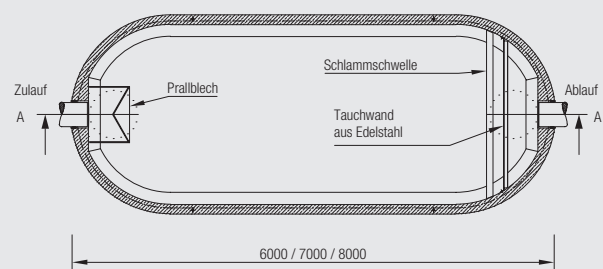 Zulauf
A
Prallblech
Schlammschwelle
Tauchwand
aus Edelstahl
Ablauf
A
6000 / 7000 / 8000